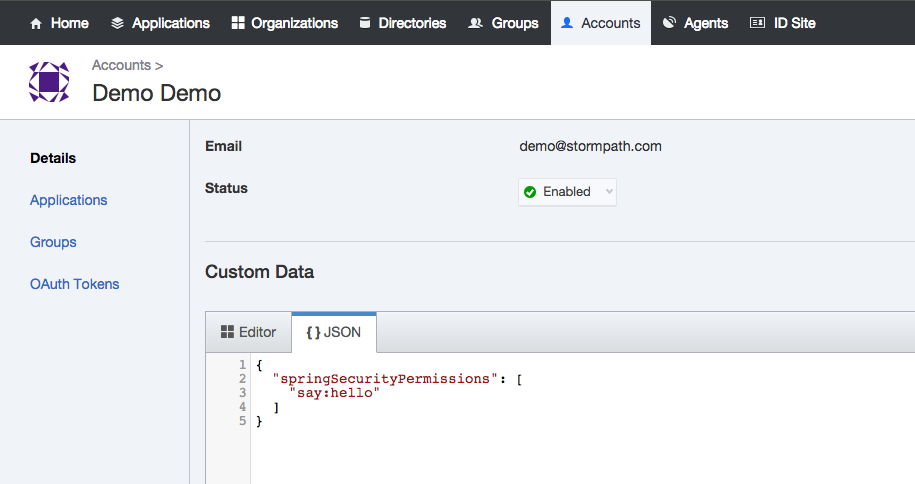 Home Applications Organizations Directories Groups Accounts Agents ID Site
Accounts >
Demo Demo
Details
Applications
Groups
OAuth Tokens
Email demo@stormpath.com
Status Enabled
Custom Data
Editor { } JSON
1 {
2 "springSecurityPermissions": [
3 "say:hello"
4 ]
5 }